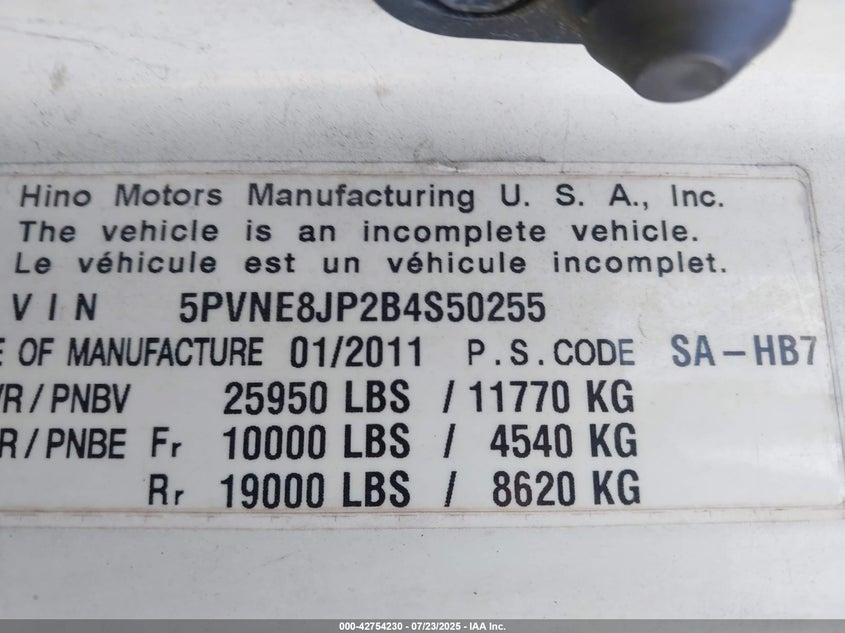 Hino Motors Manufacturing U. S. A., Inc.
The vehicle is an incomplete vehicle.
Le véhicule est un véhicule incomplet.
VIN 5PVNE8JP2B4S50255
E OF MANUFACTURE 01/2011 P.S.CODE SA-HB7
VR/PNBV 25950 LBS / 11770 KG
R/PNBE Fr 10000 LBS / 4540 KG
Rr 19000 LBS / 8620 KG
000-42754230 - 07/23/2025 - IAA Inc.